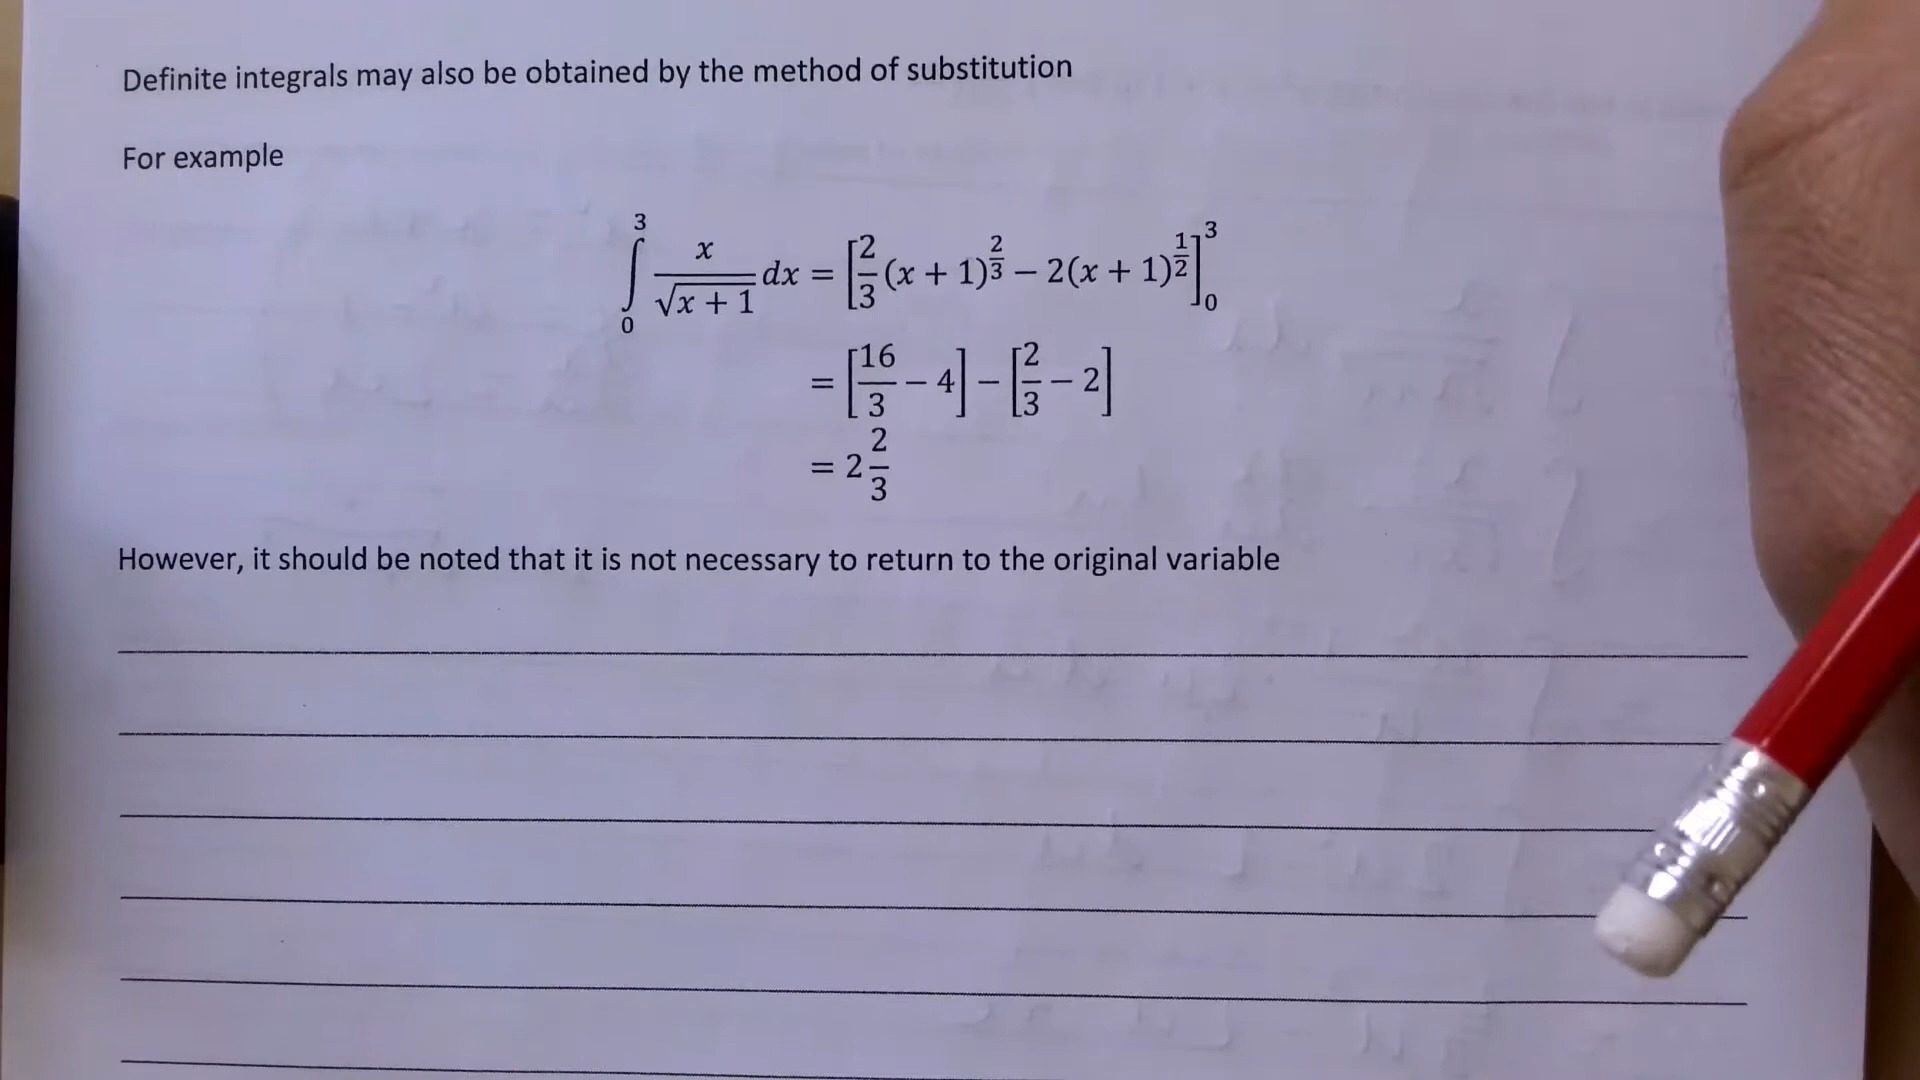 Definite integrals may also be obtained by the method of substitution
For example
∫₀³ x/√(x + 1) dx = [2/3 (x + 1)^(2/3) − 2(x + 1)^(1/2)]₀³
= [16/3 − 4] − [2/3 − 2]
= 2 2/3
However, it should be noted that it is not necessary to return to the original variable